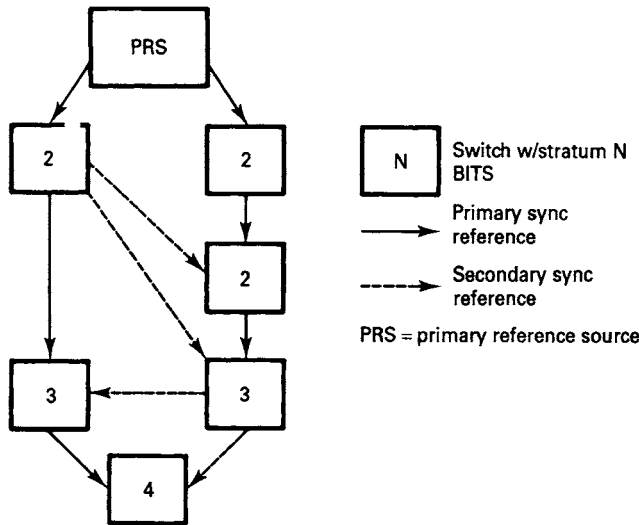 PRS
2
2
2
3
3
4
N
Switch w/stratum N
BITS
Primary sync
reference
Secondary sync
reference
PRS = primary reference source